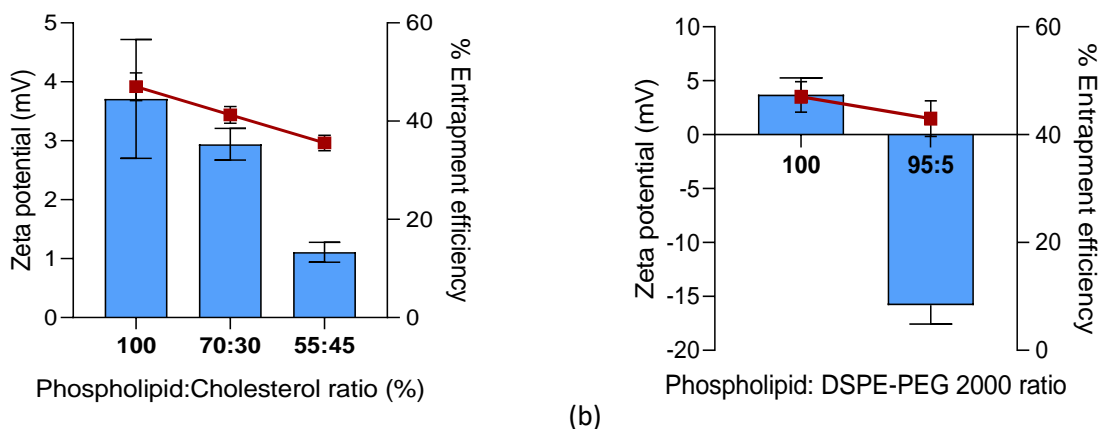 Zeta potential (mV)
5
4
3
2
1
0
60
40
20
0
% Entrapment efficiency
100 70:30 55:45
Phospholipid:Cholesterol ratio (%)
Zeta potential (mV)
10
5
0
-5
-10
-15
-20
60
40
20
0
% Entrapment efficiency
100 95:5
Phospholipid: DSPE-PEG 2000 ratio
(b)